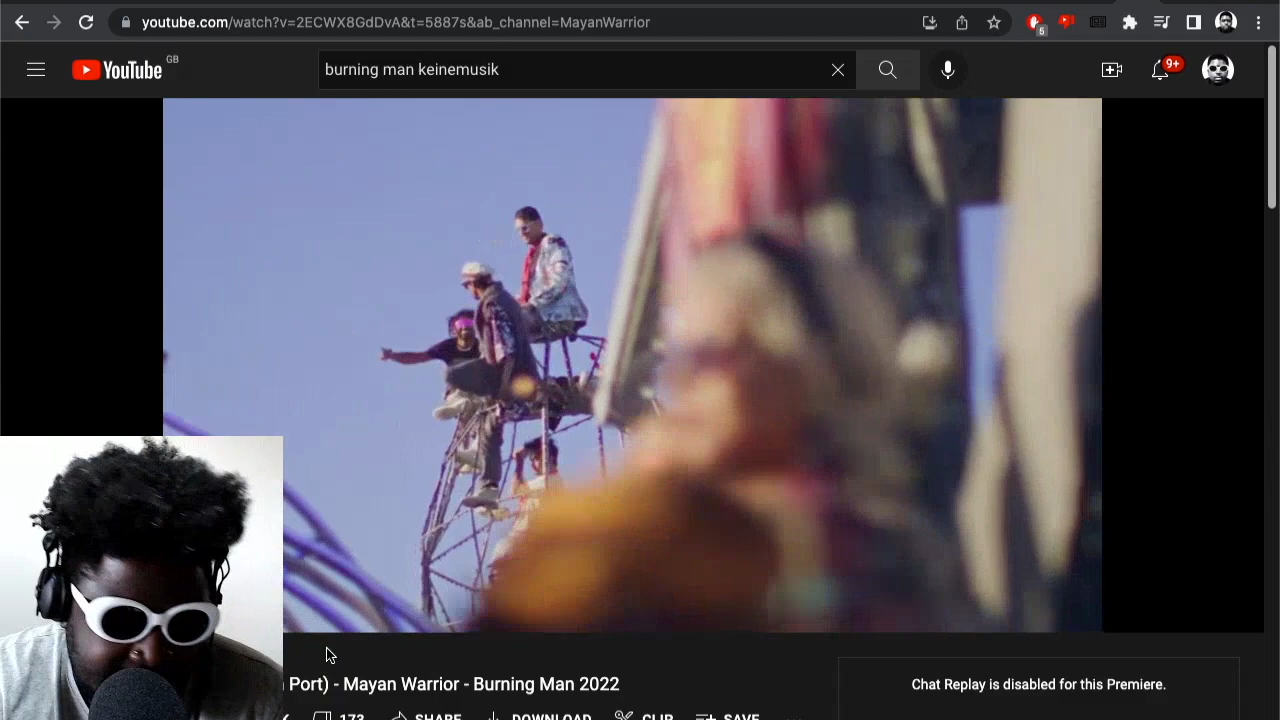 youtube.com/watch?v=2ECWX8GdDvA&t=5887s&ab_channel=MayanWarrior
5
YouTube GB
burning man keinemusik
9+
Port) - Mayan Warrior - Burning Man 2022
Chat Replay is disabled for this Premiere.
173 SHARE DOWNLOAD CLIP SAVE